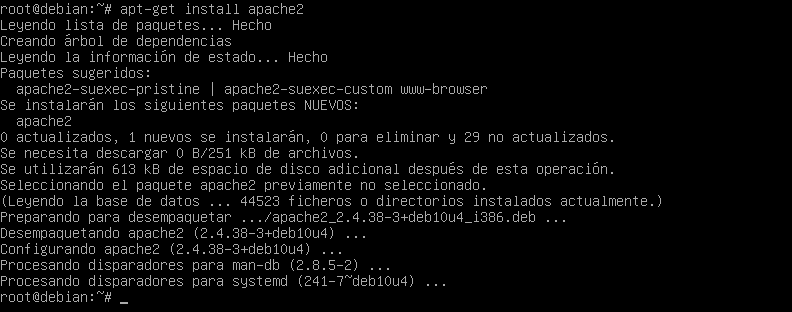 root@debian:~# apt-get install apache2
Leyendo lista de paquetes... Hecho
Creando árbol de dependencias
Leyendo la información de estado... Hecho
Paquetes sugeridos:
  apache2-suexec-pristine | apache2-suexec-custom www-browser
Se instalarán los siguientes paquetes NUEVOS:
  apache2
0 actualizados, 1 nuevos se instalarán, 0 para eliminar y 29 no actualizados.
Se necesita descargar 0 B/251 kB de archivos.
Se utilizarán 613 kB de espacio de disco adicional después de esta operación.
Seleccionando el paquete apache2 previamente no seleccionado.
(Leyendo la base de datos ... 44523 ficheros o directorios instalados actualmente.)
Preparando para desempaquetar .../apache2_2.4.38-3+deb10u4_i386.deb ...
Desempaquetando apache2 (2.4.38-3+deb10u4) ...
Configurando apache2 (2.4.38-3+deb10u4) ...
Procesando disparadores para man-db (2.8.5-2) ...
Procesando disparadores para systemd (241-7~deb10u4) ...
root@debian:~# _